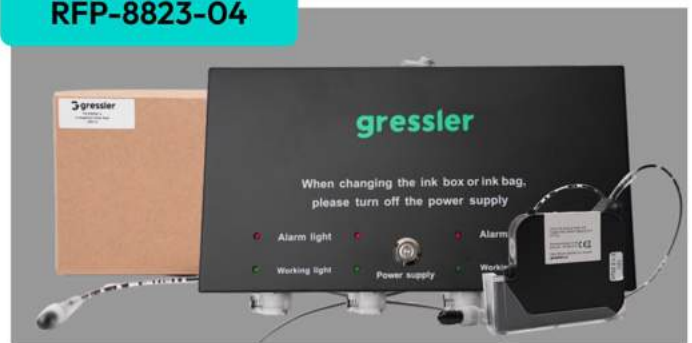 RFP-8823-04
gressler
gressler
When changing the ink box or ink bag,
please turn off the power supply
Alarm light
Alarm
Working light
Power supply
Workin